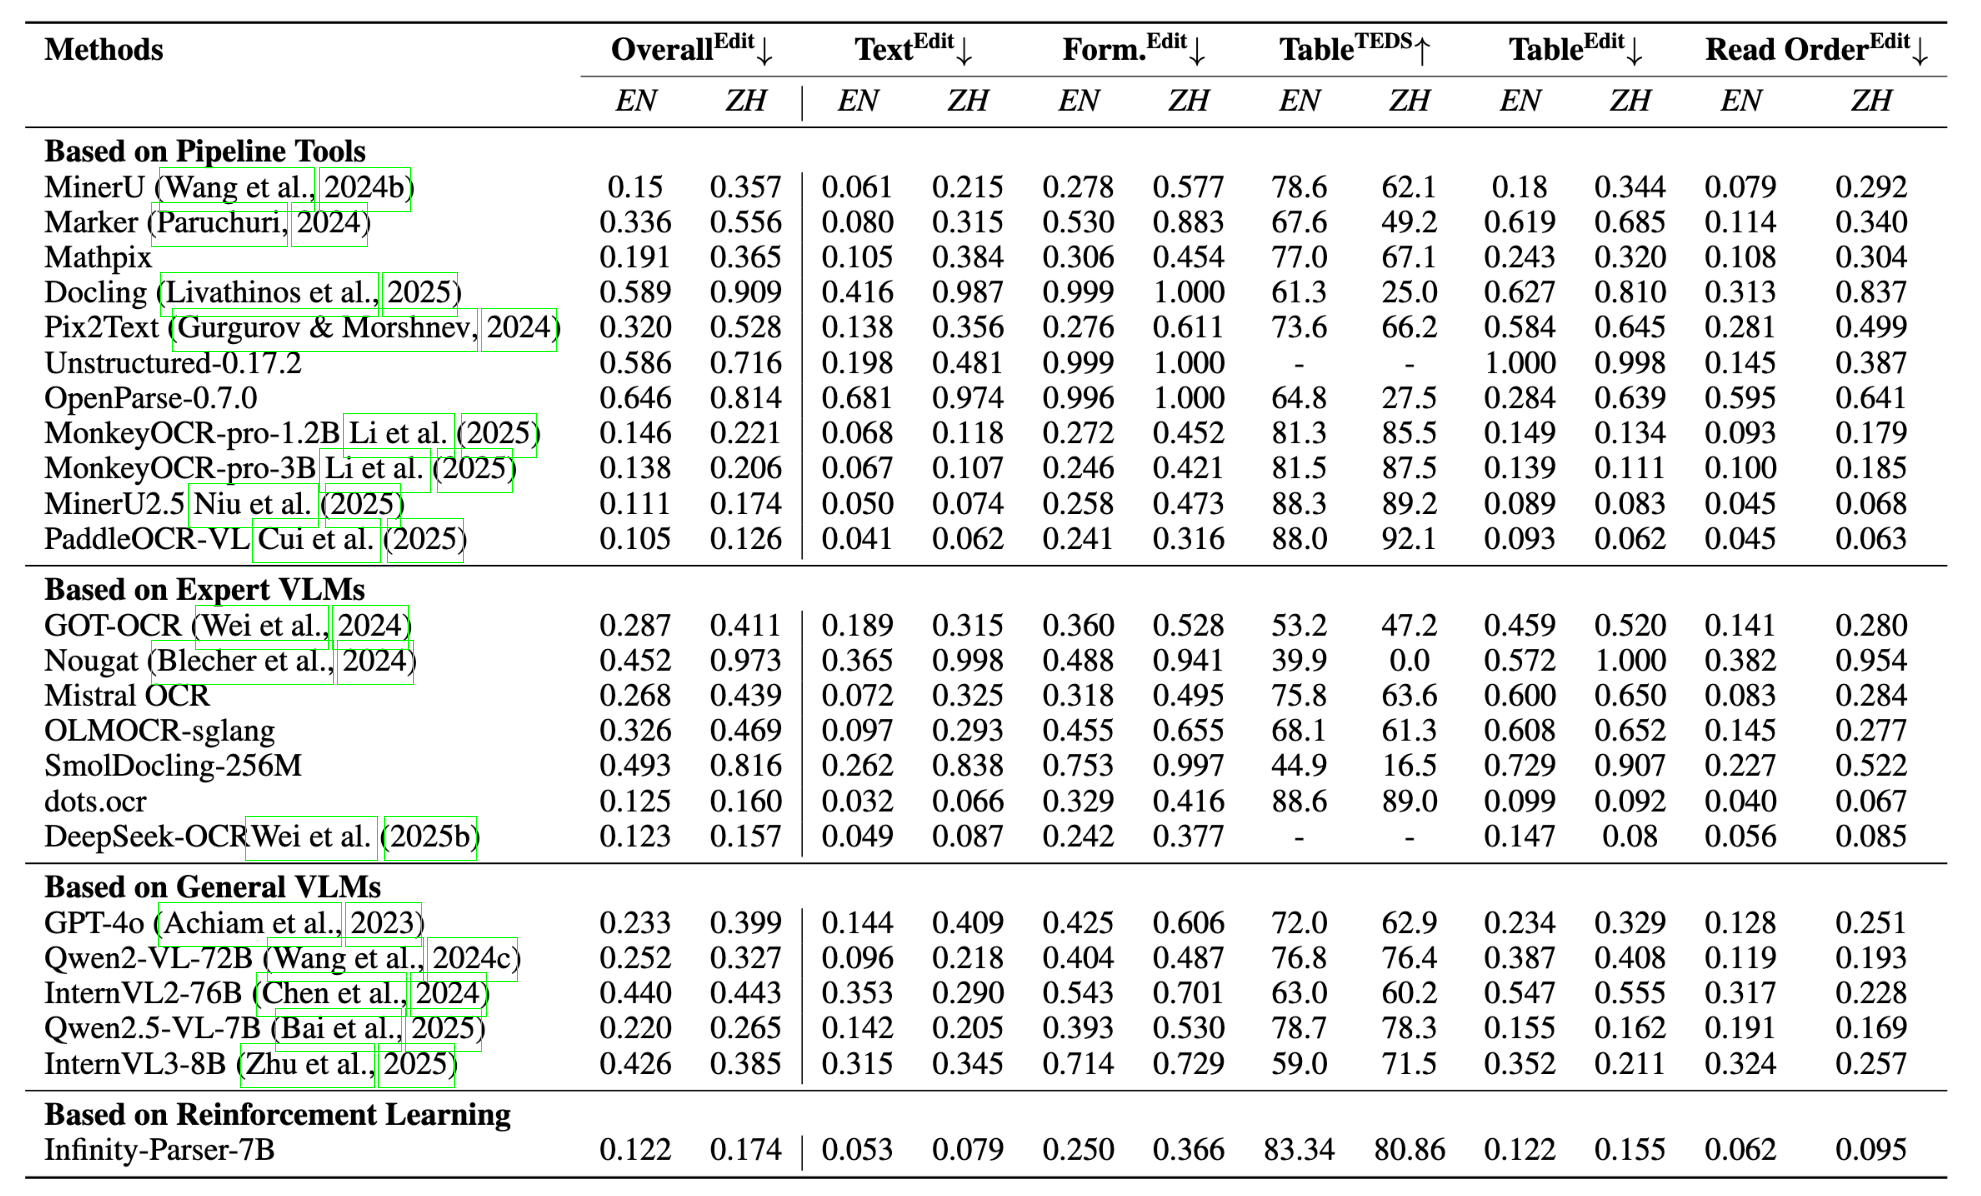 Methods Overall^Edit↓ Text^Edit↓ Form.^Edit↓ Table^TEDS↑ Table^Edit↓ Read Order^Edit↓
EN ZH EN ZH EN ZH EN ZH EN ZH EN ZH
Based on Pipeline Tools
MinerU (Wang et al., 2024b) 0.15 0.357 0.061 0.215 0.278 0.577 78.6 62.1 0.18 0.344 0.079 0.292
Marker (Paruchuri, 2024) 0.336 0.556 0.080 0.315 0.530 0.883 67.6 49.2 0.619 0.685 0.114 0.340
Mathpix 0.191 0.365 0.105 0.384 0.306 0.454 77.0 67.1 0.243 0.320 0.108 0.304
Docling (Livathinos et al., 2025) 0.589 0.909 0.416 0.987 0.999 1.000 61.3 25.0 0.627 0.810 0.313 0.837
Pix2Text (Gurgurov & Morshnev, 2024) 0.320 0.528 0.138 0.356 0.276 0.611 73.6 66.2 0.584 0.645 0.281 0.499
Unstructured-0.17.2 0.586 0.716 0.198 0.481 0.999 1.000 - - 1.000 0.998 0.145 0.387
OpenParse-0.7.0 0.646 0.814 0.681 0.974 0.996 1.000 64.8 27.5 0.284 0.639 0.595 0.641
MonkeyOCR-pro-1.2B Li et al. (2025) 0.146 0.221 0.068 0.118 0.272 0.452 81.3 85.5 0.149 0.134 0.093 0.179
MonkeyOCR-pro-3B Li et al. (2025) 0.138 0.206 0.067 0.107 0.246 0.421 81.5 87.5 0.139 0.111 0.100 0.185
MinerU2.5 Niu et al. (2025) 0.111 0.174 0.050 0.074 0.258 0.473 88.3 89.2 0.089 0.083 0.045 0.068
PaddleOCR-VL Cui et al. (2025) 0.105 0.126 0.041 0.062 0.241 0.316 88.0 92.1 0.093 0.062 0.045 0.063
Based on Expert VLMs
GOT-OCR (Wei et al., 2024) 0.287 0.411 0.189 0.315 0.360 0.528 53.2 47.2 0.459 0.520 0.141 0.280
Nougat (Blecher et al., 2024) 0.452 0.973 0.365 0.998 0.488 0.941 39.9 0.0 0.572 1.000 0.382 0.954
Mistral OCR 0.268 0.439 0.072 0.325 0.318 0.495 75.8 63.6 0.600 0.650 0.083 0.284
OLMOCR-sglang 0.326 0.469 0.097 0.293 0.455 0.655 68.1 61.3 0.608 0.652 0.145 0.277
SmolDocling-256M 0.493 0.816 0.262 0.838 0.753 0.997 44.9 16.5 0.729 0.907 0.227 0.522
dots.ocr 0.125 0.160 0.032 0.066 0.329 0.416 88.6 89.0 0.099 0.092 0.040 0.067
DeepSeek-OCRWei et al. (2025b) 0.123 0.157 0.049 0.087 0.242 0.377 - - 0.147 0.08 0.056 0.085
Based on General VLMs
GPT-4o (Achiam et al., 2023) 0.233 0.399 0.144 0.409 0.425 0.606 72.0 62.9 0.234 0.329 0.128 0.251
Qwen2-VL-72B (Wang et al., 2024c) 0.252 0.327 0.096 0.218 0.404 0.487 76.8 76.4 0.387 0.408 0.119 0.193
InternVL2-76B (Chen et al., 2024) 0.440 0.443 0.353 0.290 0.543 0.701 63.0 60.2 0.547 0.555 0.317 0.228
Qwen2.5-VL-7B (Bai et al., 2025) 0.220 0.265 0.142 0.205 0.393 0.530 78.7 78.3 0.155 0.162 0.191 0.169
InternVL3-8B (Zhu et al., 2025) 0.426 0.385 0.315 0.345 0.714 0.729 59.0 71.5 0.352 0.211 0.324 0.257
Based on Reinforcement Learning
Infinity-Parser-7B 0.122 0.174 0.053 0.079 0.250 0.366 83.34 80.86 0.122 0.155 0.062 0.095